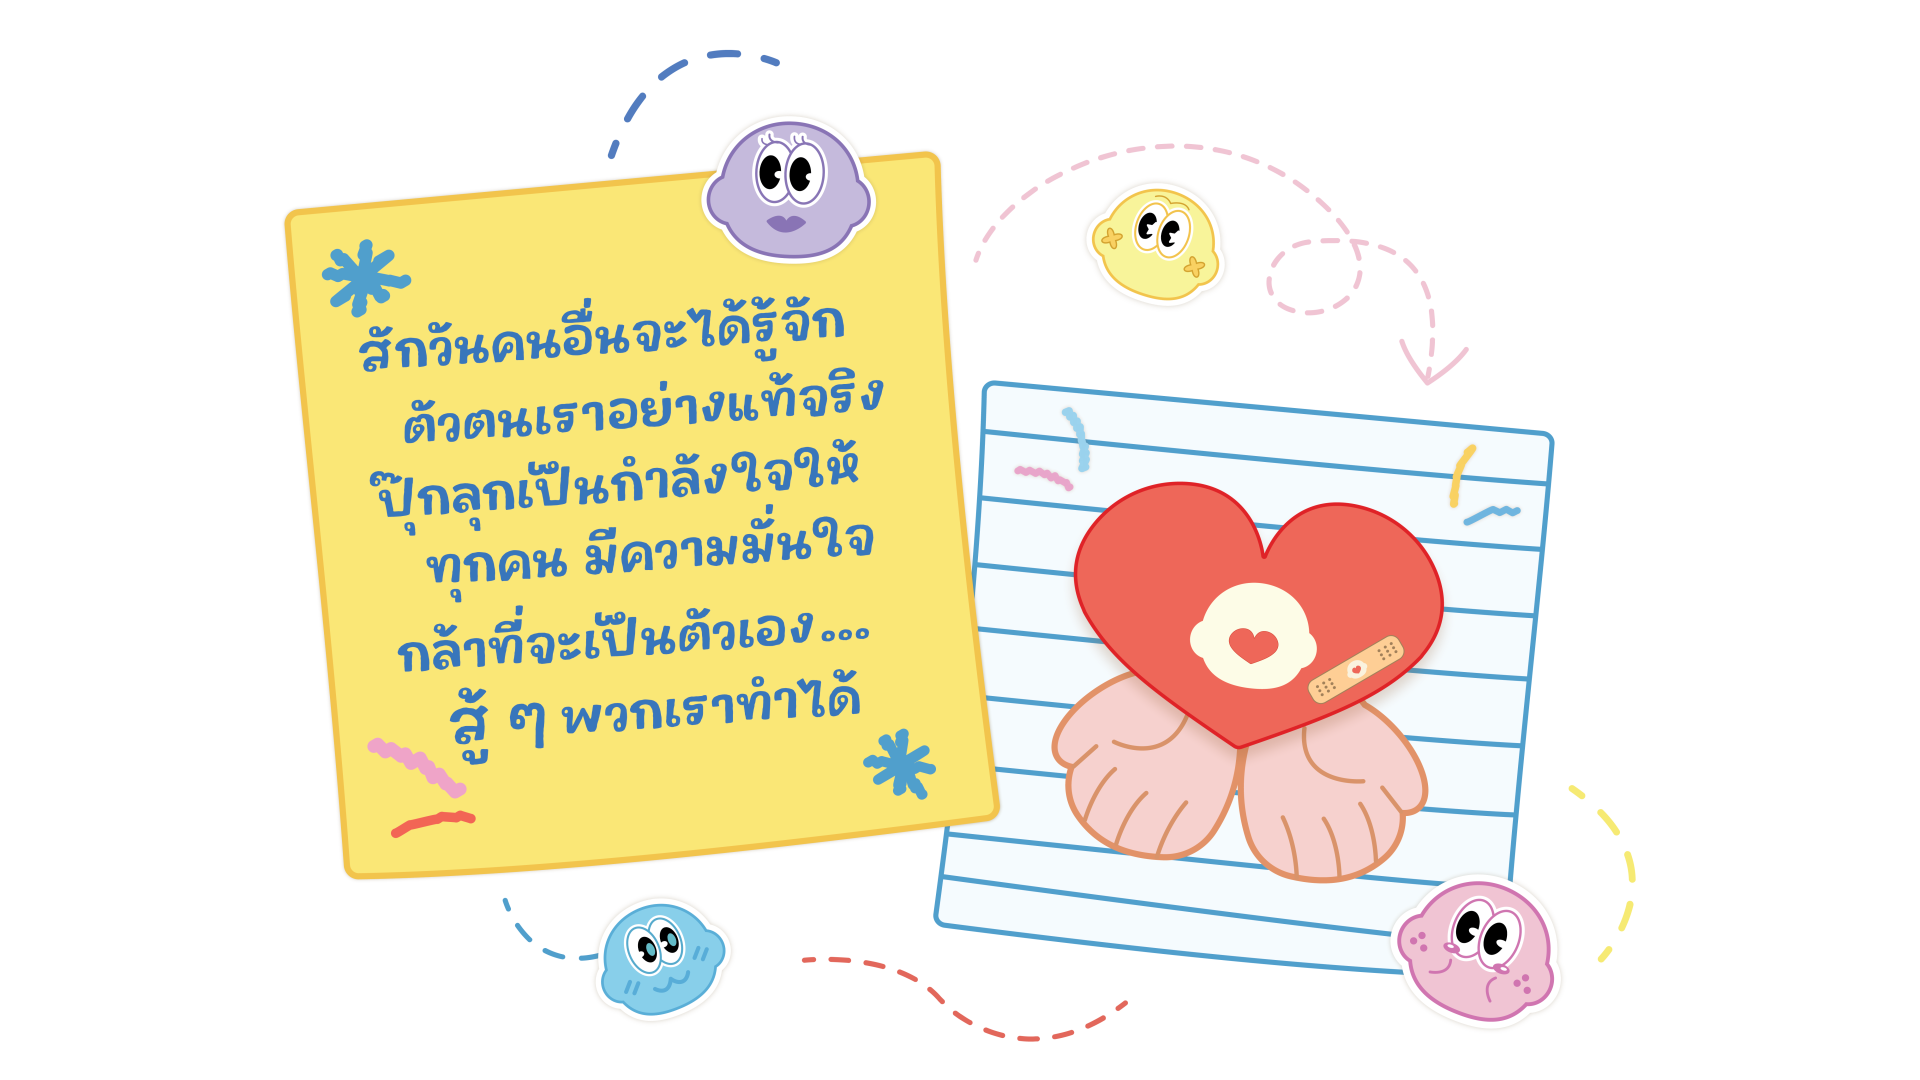 สักวันคนอื่นจะได้รู้จัก
ตัวตนเราอย่างแท้จริง
ปุ๊กลุกเป็นกำลังใจให้
ทุกคน มีความมั่นใจ
กล้าที่จะเป็นตัวเอง...
สู้ ๆ พวกเราทำได้